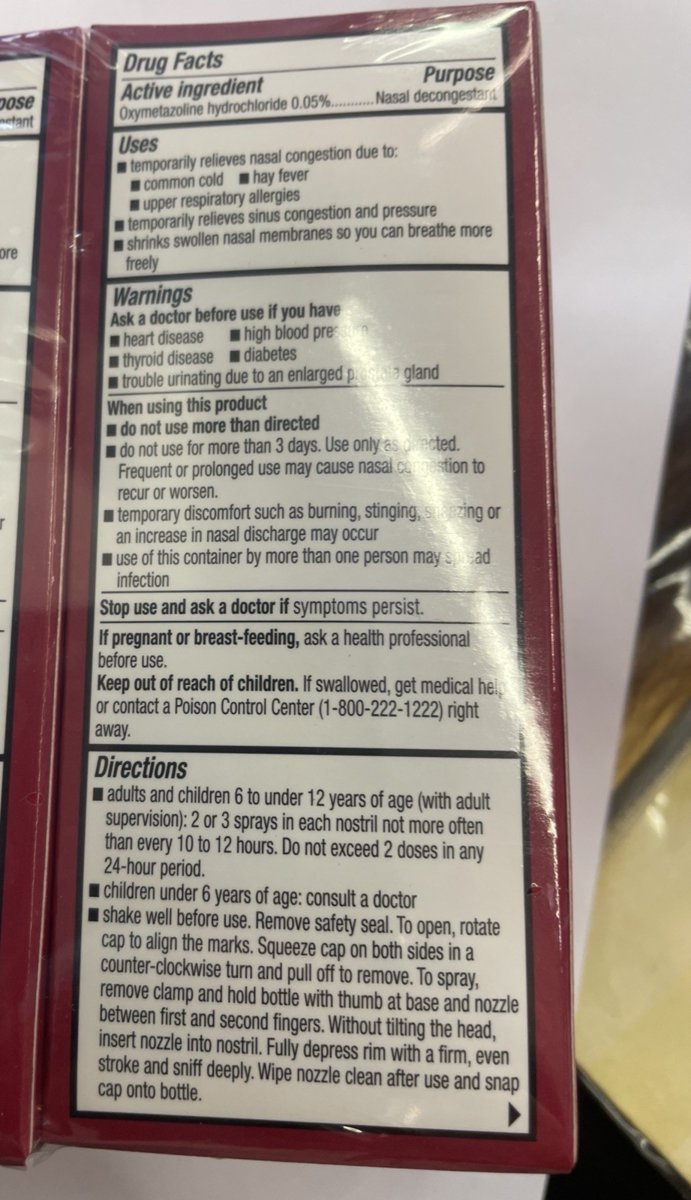 pose
estant
ore
r
Drug Facts
Active ingredient
Purpose
Oxymetazoline hydrochloride 0.05%............ Nasal decongestant
Uses
■ temporarily relieves nasal congestion due to:
■ common cold ■ hay fever
■ upper respiratory allergies
■ temporarily relieves sinus congestion and pressure
■ shrinks swollen nasal membranes so you can breathe more
freely
Warnings
Ask a doctor before use if you have
■ heart disease ■ high blood pressure
■ thyroid disease ■ diabetes
■ trouble urinating due to an enlarged gland
When using this product
■ do not use more than directed
■ do not use for more than 3 days. Use only as directed.
Frequent or prolonged use may cause nasal congestion to
recur or worsen.
■ temporary discomfort such as burning, stinging, sneezing or
an increase in nasal discharge may occur
■ use of this container by more than one person may spread
infection
Stop use and ask a doctor if symptoms persist.
If pregnant or breast-feeding, ask a health professional
before use.
Keep out of reach of children. If swallowed, get medical help
or contact a Poison Control Center (1-800-222-1222) right
away.
Directions
■ adults and children 6 to under 12 years of age (with adult
supervision): 2 or 3 sprays in each nostril not more often
than every 10 to 12 hours. Do not exceed 2 doses in any
24-hour period.
■ children under 6 years of age: consult a doctor
■ shake well before use. Remove safety seal. To open, rotate
cap to align the marks. Squeeze cap on both sides in a
counter-clockwise turn and pull off to remove. To spray,
remove clamp and hold bottle with thumb at base and nozzle
between first and second fingers. Without tilting the head,
insert nozzle into nostril. Fully depress rim with a firm, even
stroke and sniff deeply. Wipe nozzle clean after use and snap
cap onto bottle.